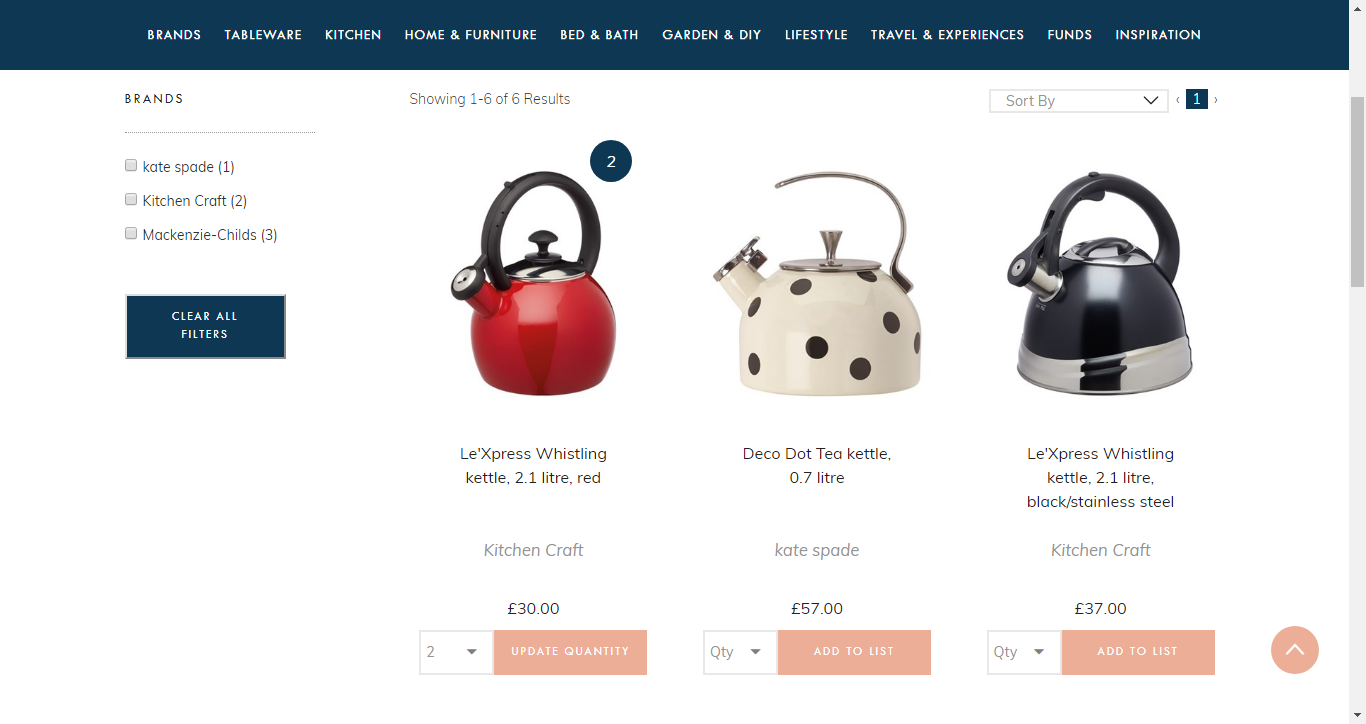 BRANDS TABLEWARE KITCHEN HOME & FURNITURE BED & BATH GARDEN & DIY LIFESTYLE TRAVEL & EXPERIENCES FUNDS INSPIRATION
BRANDS
kate spade (1)
Kitchen Craft (2)
Mackenzie-Childs (3)
CLEAR ALL
FILTERS
Showing 1-6 of 6 Results
Sort By
‹ 1 ›
2
Le'Xpress Whistling
kettle, 2.1 litre, red
Kitchen Craft
£30.00
2
UPDATE QUANTITY
Deco Dot Tea kettle,
0.7 litre
kate spade
£57.00
Qty
ADD TO LIST
Le'Xpress Whistling
kettle, 2.1 litre,
black/stainless steel
Kitchen Craft
£37.00
Qty
ADD TO LIST